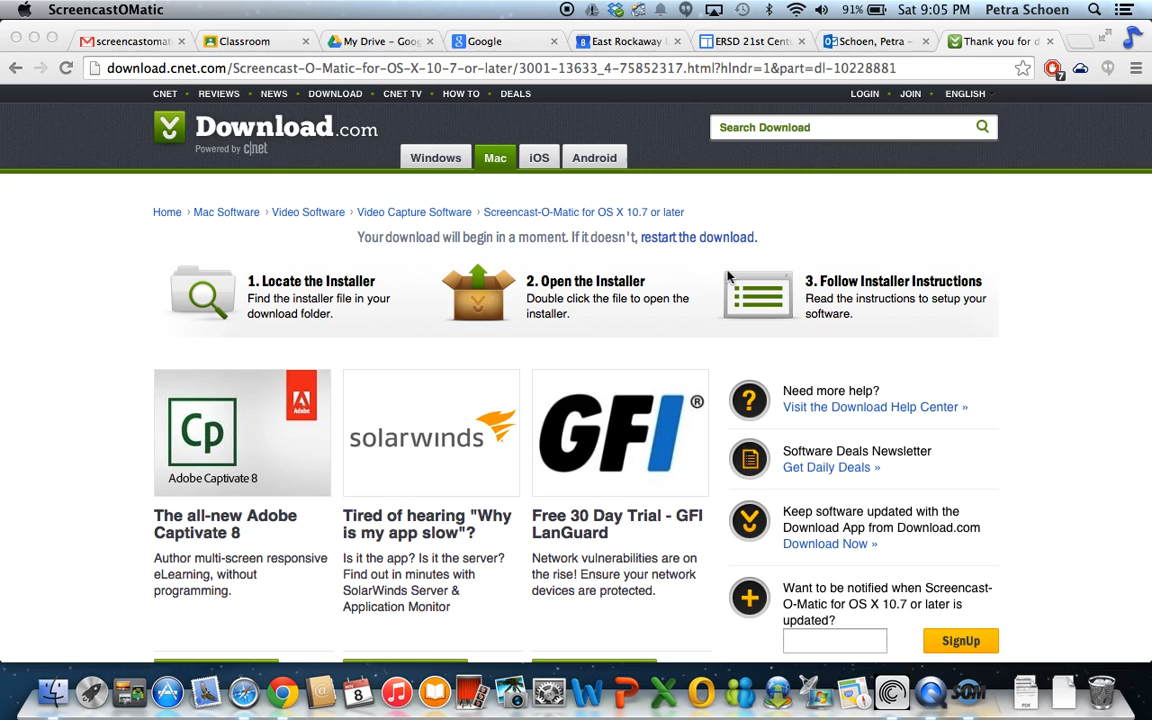 ScreencastOMatic
91%
Sat 9:05 PM
Petra Schoen
screencastomat
Classroom
My Drive – Goo
Google
East Rockaway
ERSD 21st Cent
Schoen, Petra –
Thank you for d
download.cnet.com/Screencast-O-Matic-for-OS-X-10-7-or-later/3001-13633_4-75852317.html?hlndr=1&part=dl-10228881
7
CNET • REVIEWS • NEWS • DOWNLOAD • CNET TV • HOW TO • DEALS
LOGIN • JOIN • ENGLISH
Download.com
Powered by c|net
Search Download
Windows
Mac
iOS
Android
Home › Mac Software › Video Software › Video Capture Software › Screencast-O-Matic for OS X 10.7 or later
Your download will begin in a moment. If it doesn't, restart the download.
1. Locate the Installer
Find the installer file in your
download folder.
2. Open the Installer
Double click the file to open the
installer.
3. Follow Installer Instructions
Read the instructions to setup your
software.
Adobe
Cp
Adobe Captivate 8
solarwinds
GFI®
The all-new Adobe
Captivate 8
Author multi-screen responsive
eLearning, without
programming.
Tired of hearing "Why
is my app slow"?
Is it the app? Is it the server?
Find out in minutes with
SolarWinds Server &
Application Monitor
Free 30 Day Trial - GFI
LanGuard
Network vulnerabilities are on
the rise! Ensure your network
devices are protected.
?
Need more help?
Visit the Download Help Center »
Software Deals Newsletter
Get Daily Deals »
Keep software updated with the
Download App from Download.com
Download Now »
Want to be notified when Screencast-
O-Matic for OS X 10.7 or later is
updated?
SignUp
8
W
P
X
O
SOM
PDF